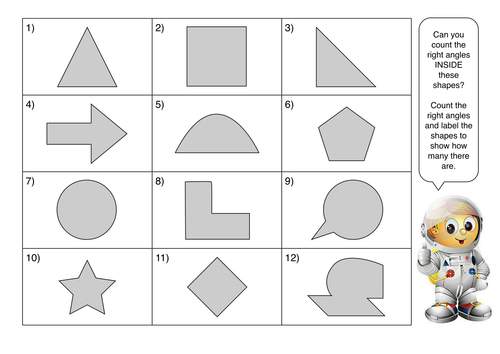 1)
2)
3)
4)
5)
6)
7)
8)
9)
10)
11)
12)
Can you
count the
right angles
INSIDE
these
shapes?
Count the
right angles
and label the
shapes to
show how
many there
are.